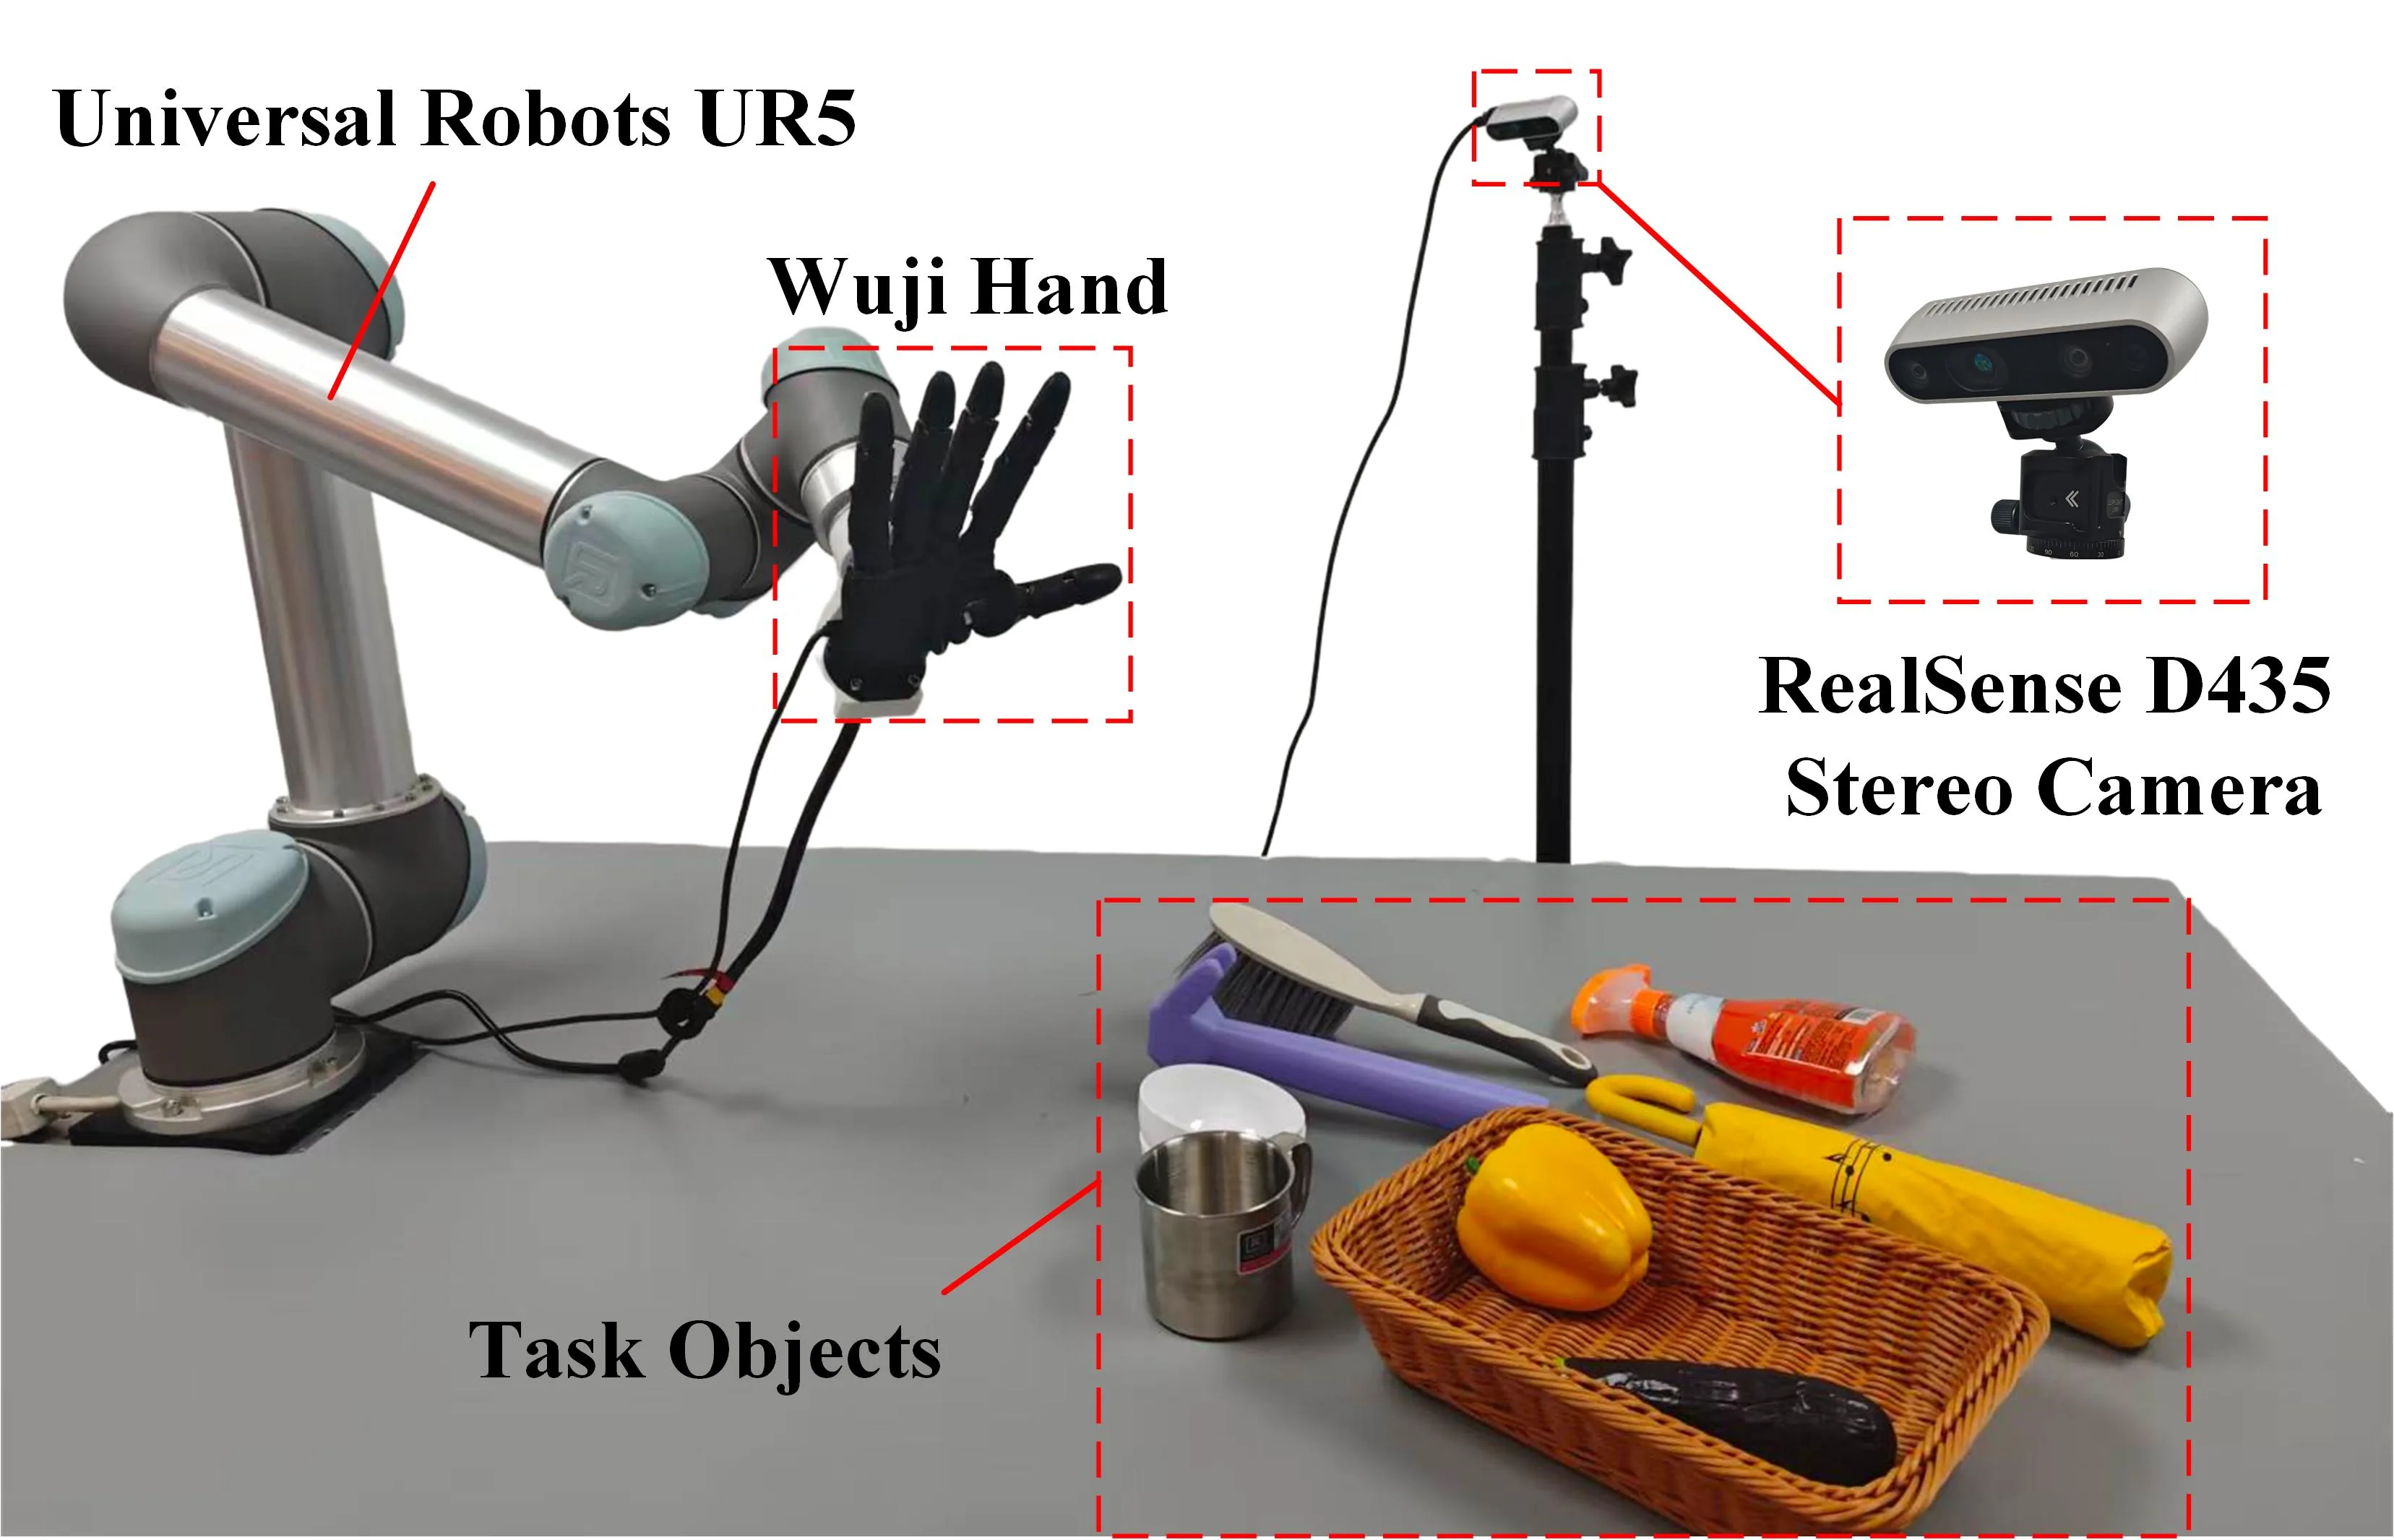 Universal Robots UR5
Wuji Hand
RealSense D435
Stereo Camera
Task Objects